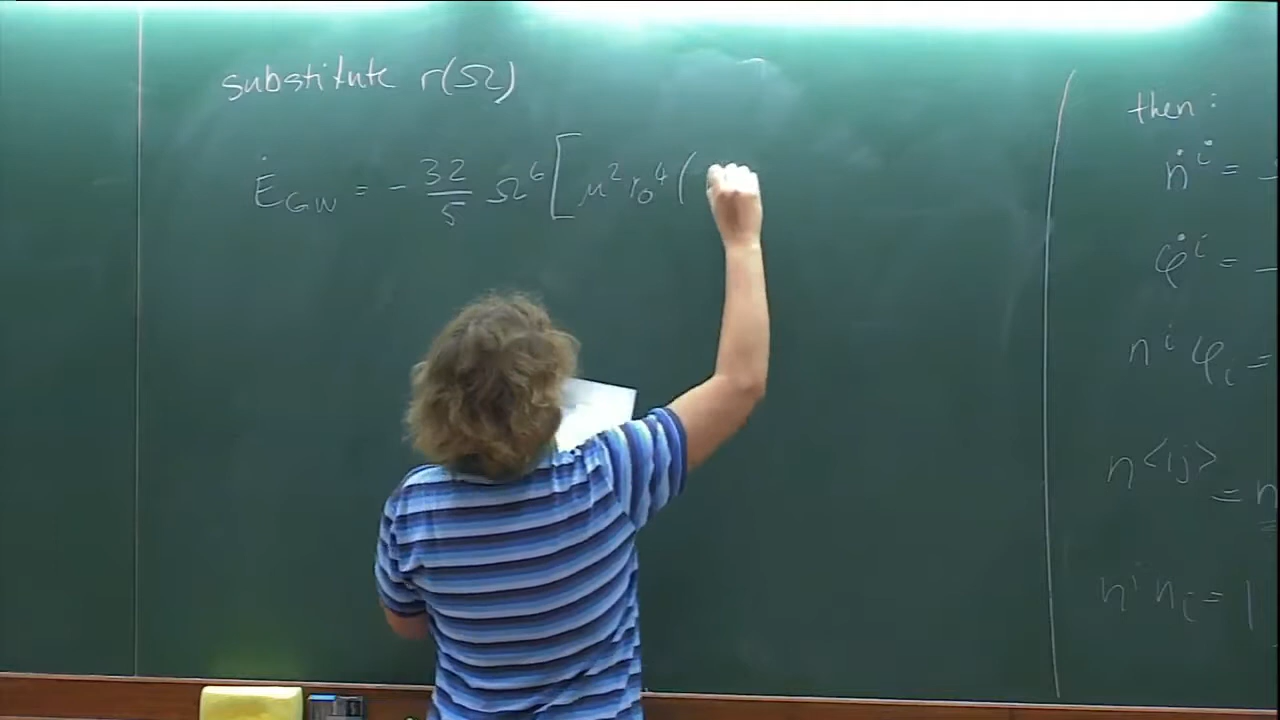 substitute r(Ω)
Ė_GW = - 32/5 Ω^6 [ μ^2 r_0^4 (
then :
ṅ^i = -
φ̇^i = -
n^i φ_i =
n^<ij>
= n
n^i n_i = 1